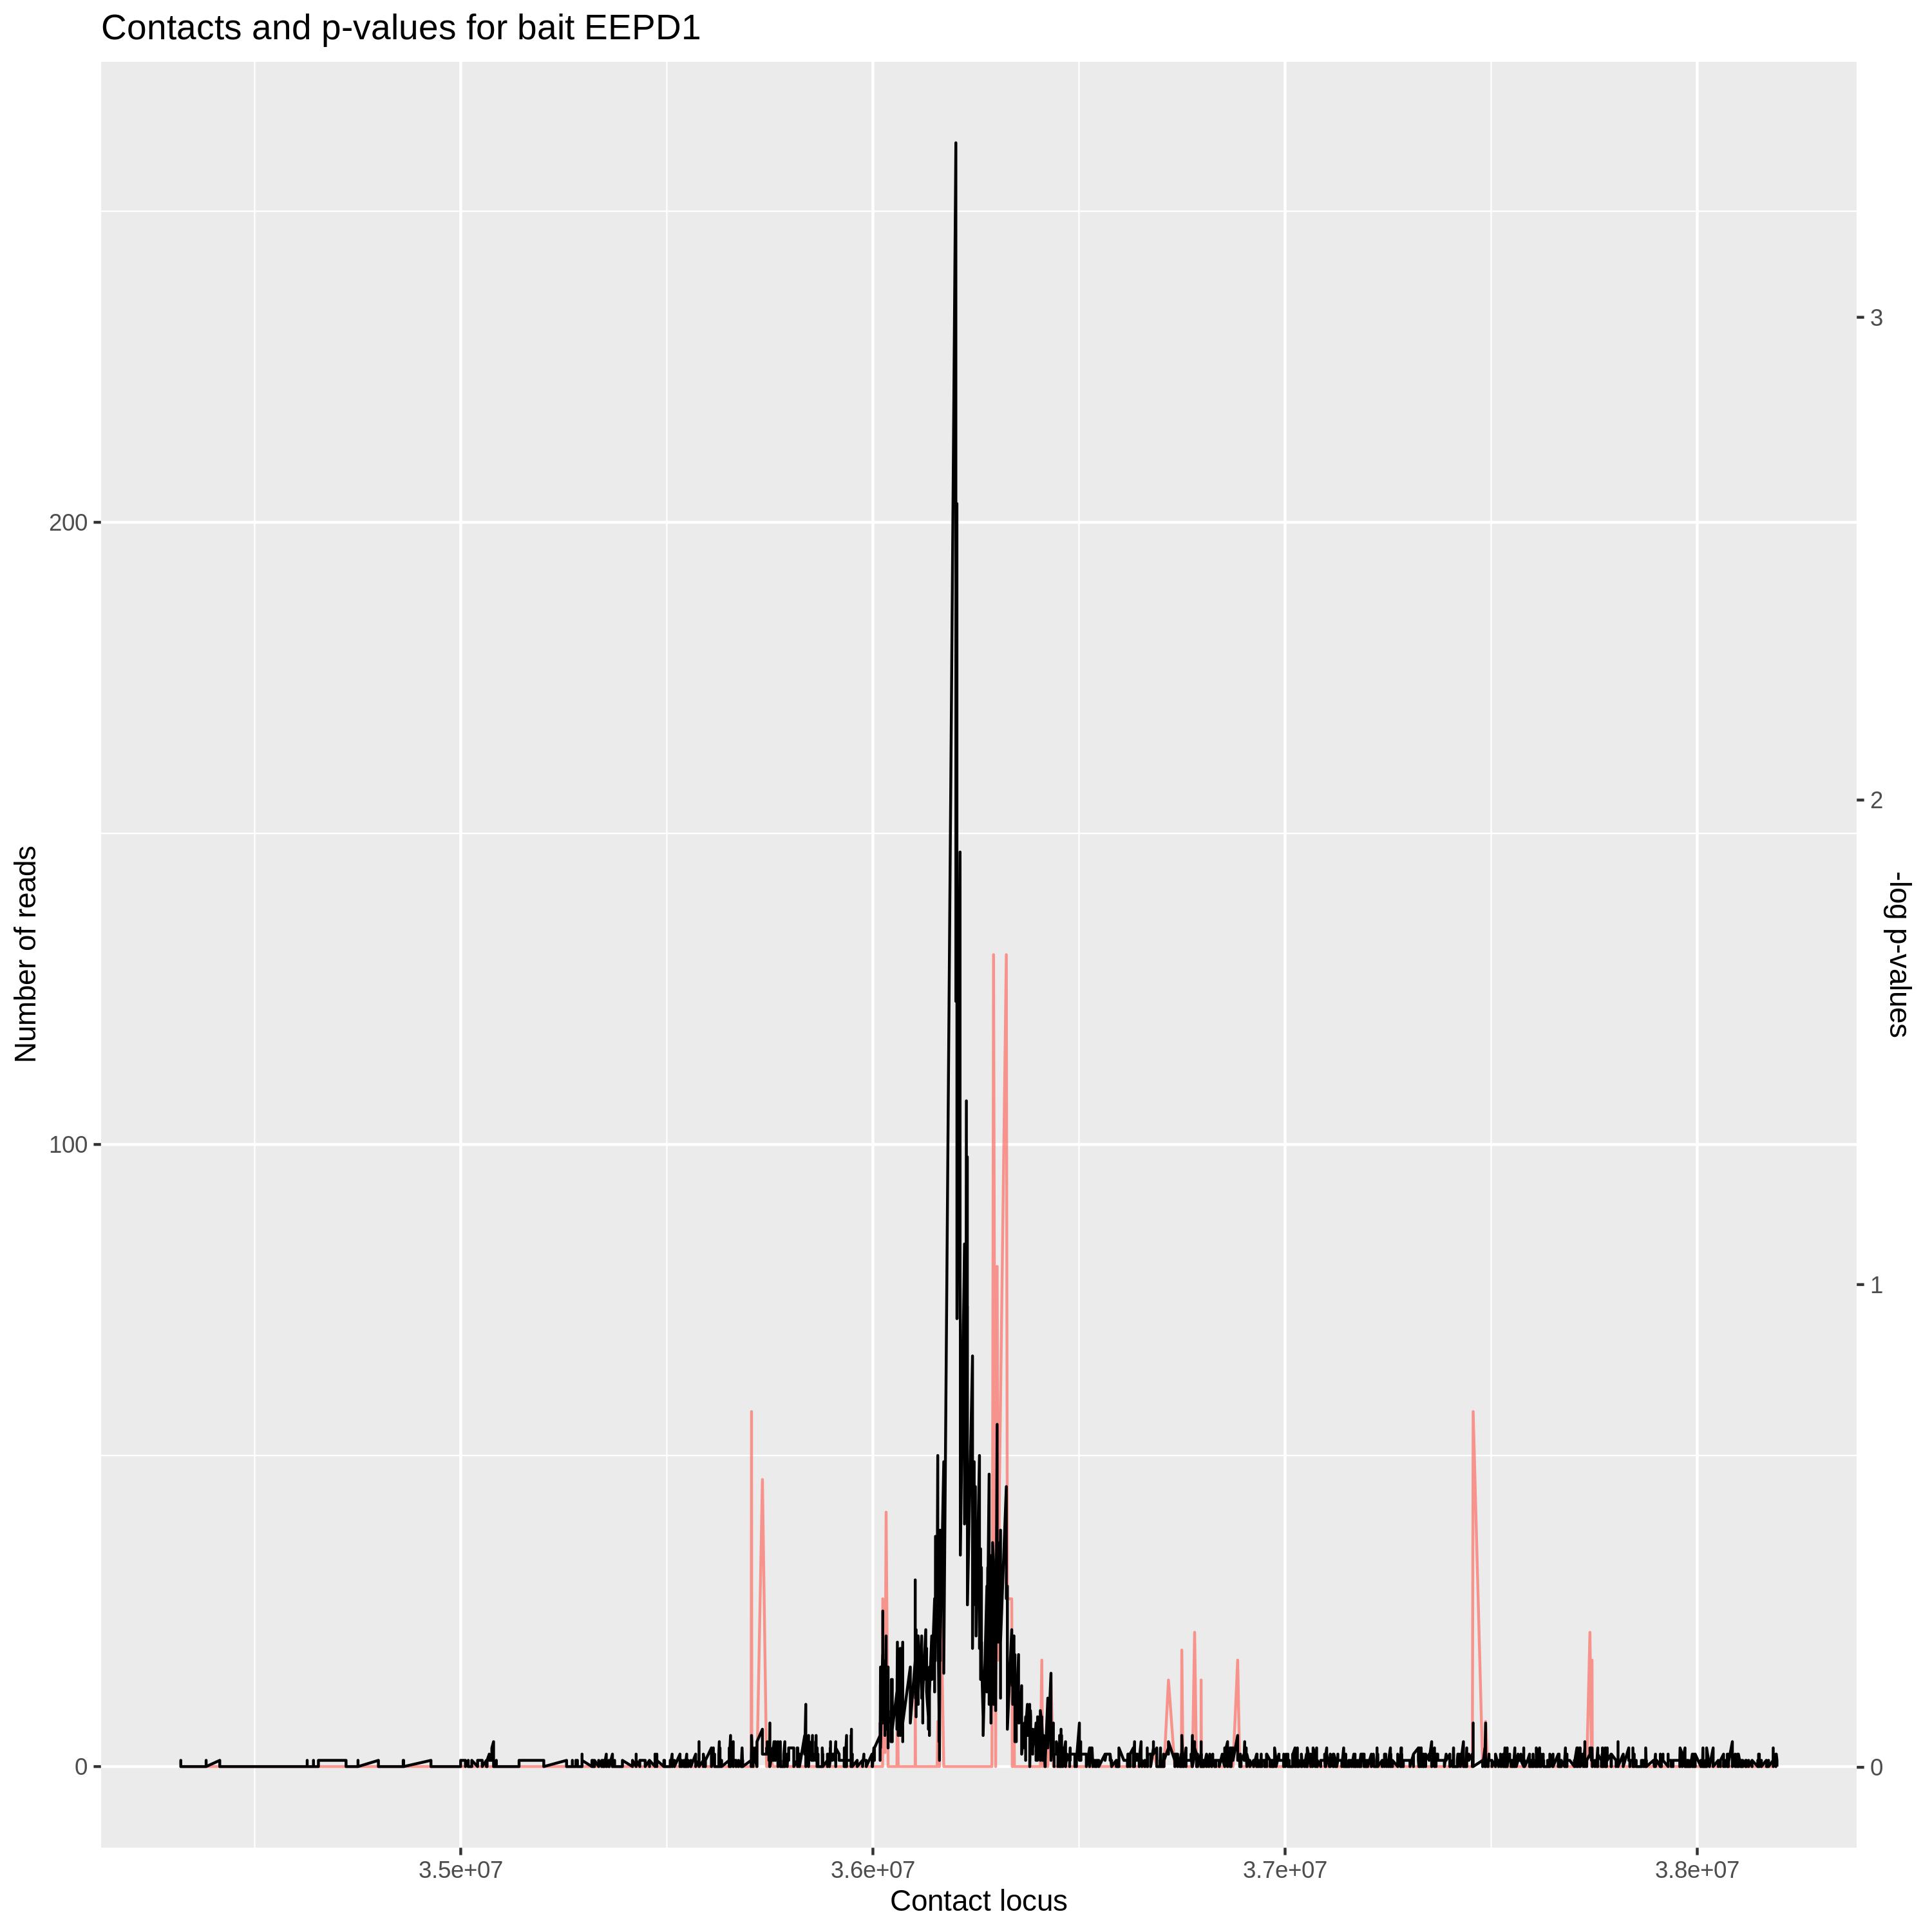 Contacts and p-values for bait EEPD1
Number of reads
200
100
0
3
2
1
0
-log p-values
3.5e+07
3.6e+07
3.7e+07
3.8e+07
Contact locus